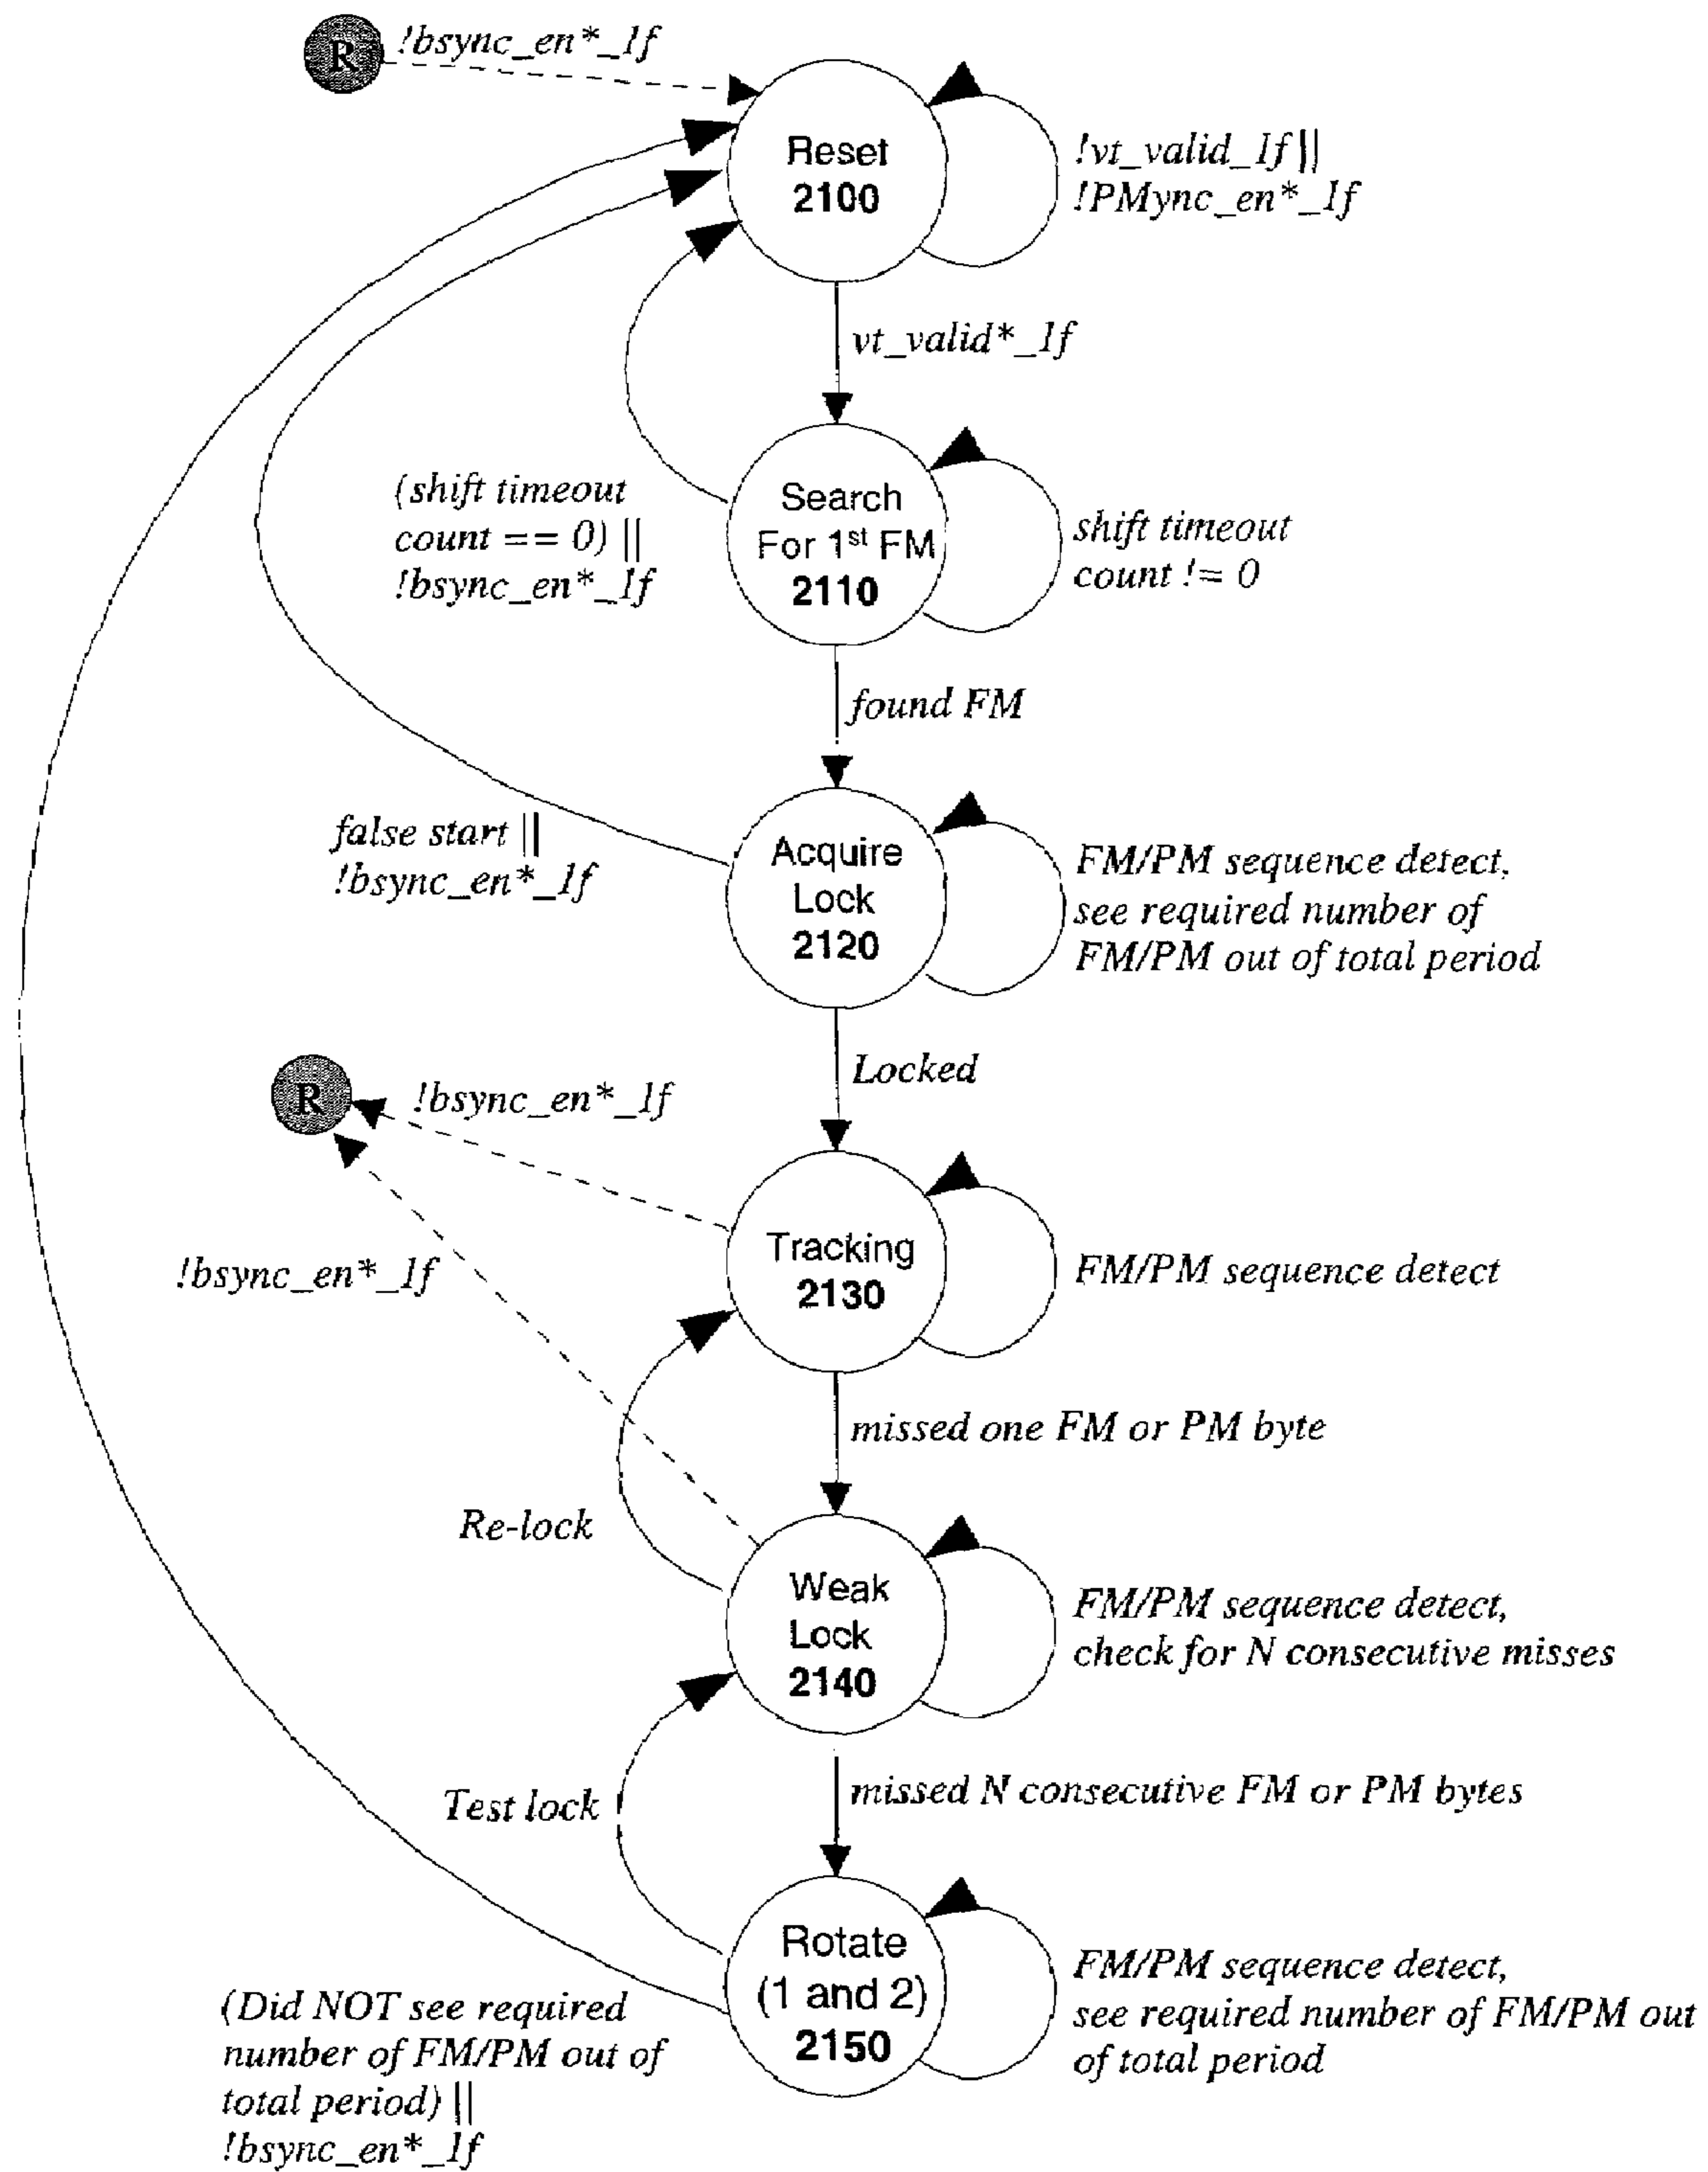 R
!bsync_en*_1f
Reset
2100
!vt_valid_1f ||
!PMync_en*_1f
vt_valid*_1f
(shift timeout
count == 0) ||
!bsync_en*_1f
Search
For 1st FM
2110
shift timeout
count != 0
found FM
false start ||
!bsync_en*_1f
Acquire
Lock
2120
FM/PM sequence detect,
see required number of
FM/PM out of total period
Locked
R
!bsync_en*_1f
!bsync_en*_1f
Tracking
2130
FM/PM sequence detect
missed one FM or PM byte
Re-lock
Weak
Lock
2140
FM/PM sequence detect,
check for N consecutive misses
missed N consecutive FM or PM bytes
Test lock
Rotate
(1 and 2)
2150
FM/PM sequence detect,
see required number of FM/PM out
of total period
(Did NOT see required
number of FM/PM out of
total period) ||
!bsync_en*_1f